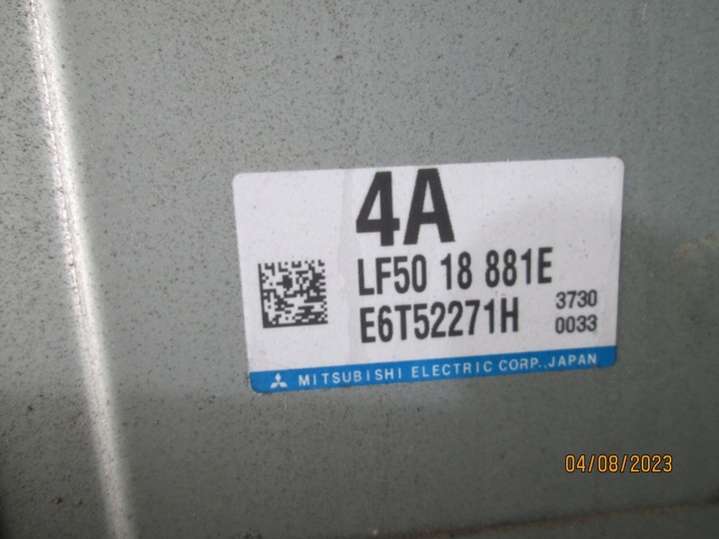 4A
LF50 18 881E
E6T52271H
3730
0033
MITSUBISHI ELECTRIC CORP., JAPAN
04/08/2023